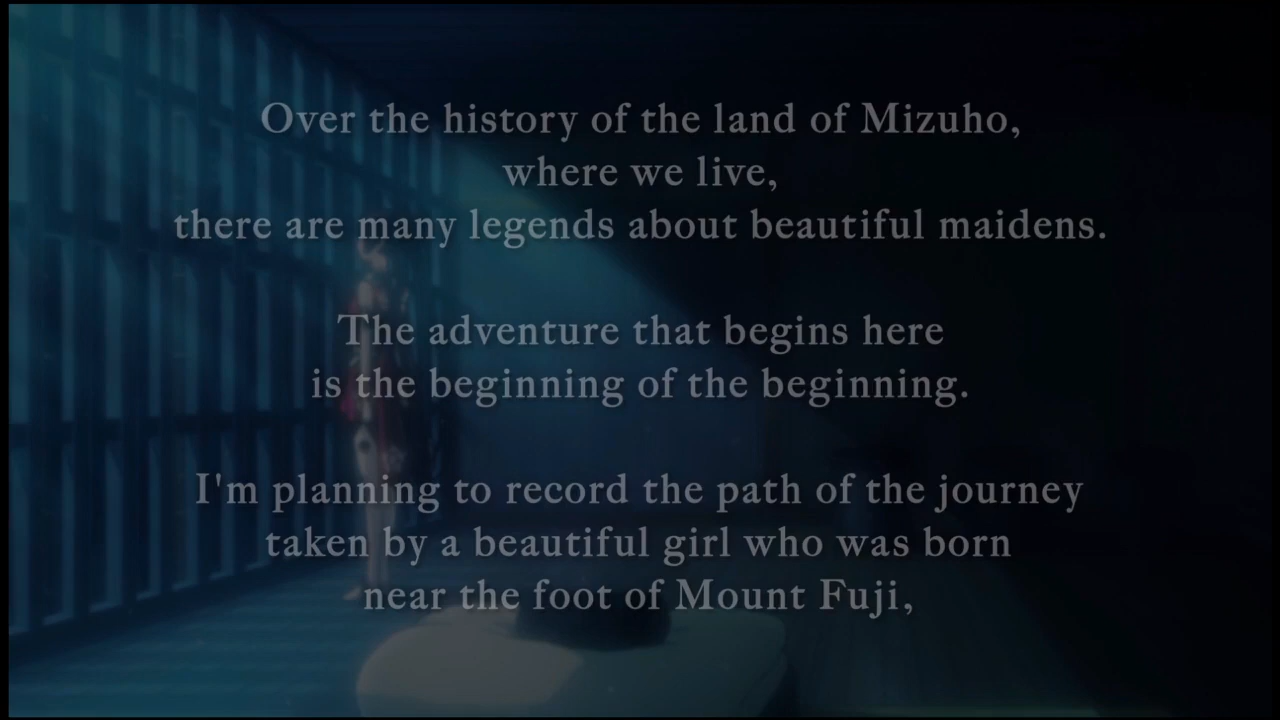 Over the history of the land of Mizuho,
where we live,
there are many legends about beautiful maidens.
The adventure that begins here
is the beginning of the beginning.
I'm planning to record the path of the journey
taken by a beautiful girl who was born
near the foot of Mount Fuji,